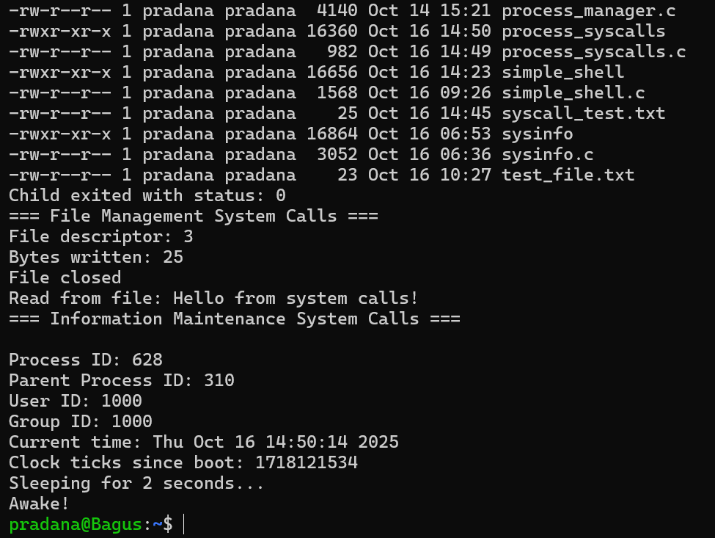 -rw-r--r-- 1 pradana pradana  4140 Oct 14 15:21 process_manager.c
-rwxr-xr-x 1 pradana pradana 16360 Oct 16 14:50 process_syscalls
-rw-r--r-- 1 pradana pradana   982 Oct 16 14:49 process_syscalls.c
-rwxr-xr-x 1 pradana pradana 16656 Oct 16 14:23 simple_shell
-rw-r--r-- 1 pradana pradana  1568 Oct 16 09:26 simple_shell.c
-rw-r--r-- 1 pradana pradana    25 Oct 16 14:45 syscall_test.txt
-rwxr-xr-x 1 pradana pradana 16864 Oct 16 06:53 sysinfo
-rw-r--r-- 1 pradana pradana  3052 Oct 16 06:36 sysinfo.c
-rw-r--r-- 1 pradana pradana    23 Oct 16 10:27 test_file.txt
Child exited with status: 0
=== File Management System Calls ===
File descriptor: 3
Bytes written: 25
File closed
Read from file: Hello from system calls!
=== Information Maintenance System Calls ===
Process ID: 628
Parent Process ID: 310
User ID: 1000
Group ID: 1000
Current time: Thu Oct 16 14:50:14 2025
Clock ticks since boot: 1718121534
Sleeping for 2 seconds...
Awake!
pradana@Bagus:~$